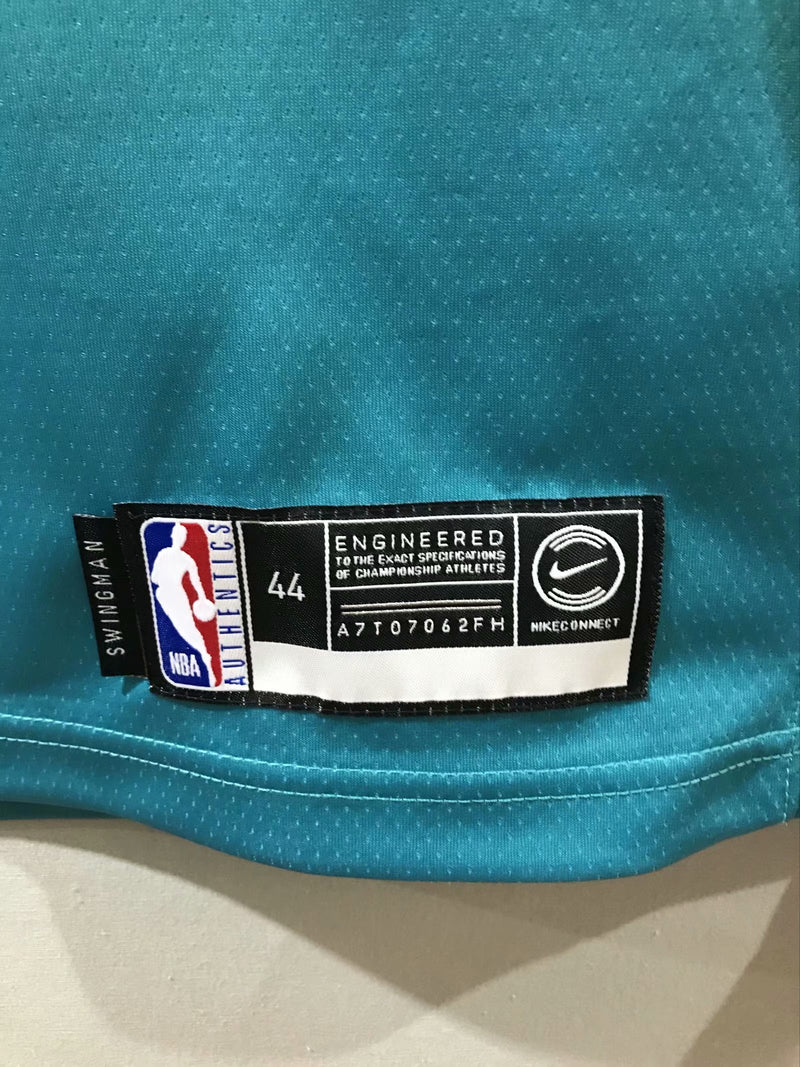 SWINGMAN
NBA
AUTHENTICS
44
ENGINEERED
TO THE EXACT SPECIFICATIONS
OF CHAMPIONSHIP ATHLETES
A7T07062FH
NIKECONNECT